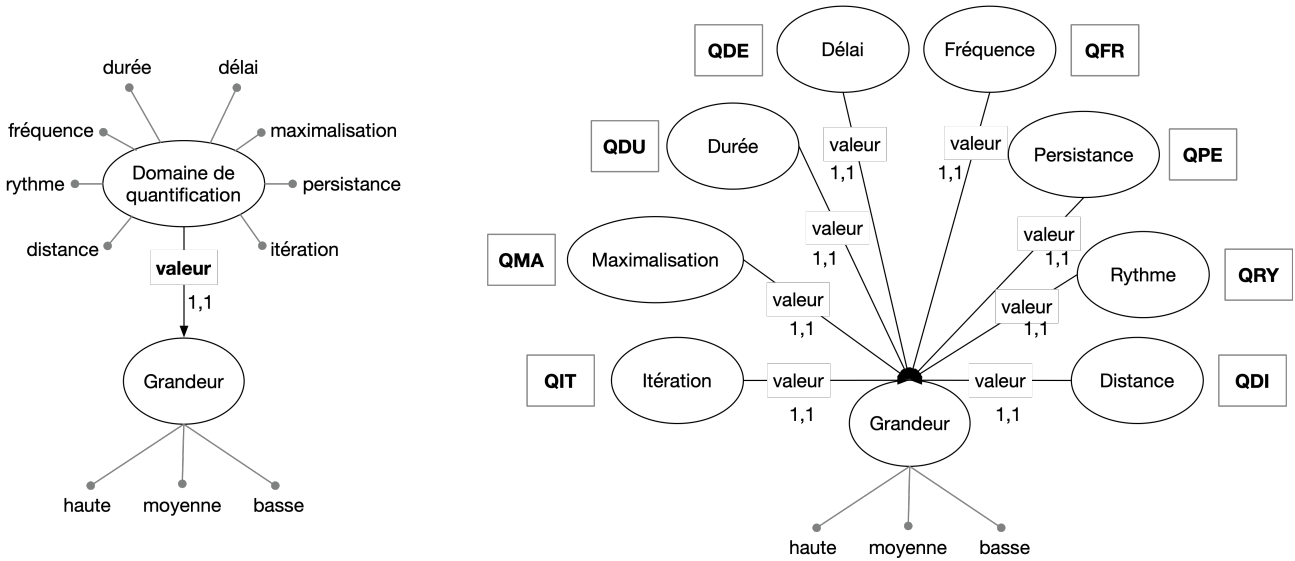 durée
délai
fréquence
maximalisation
Domaine de
quantification
rythme
persistance
distance
itération
valeur
1,1
Grandeur
haute
moyenne
basse
QDE
Délai
Fréquence
QFR
QDU
Durée
valeur
1,1
valeur
1,1
Persistance
QPE
valeur
1,1
valeur
1,1
QMA
Maximalisation
Rythme
QRY
valeur
1,1
valeur
1,1
QIT
Itération
valeur
1,1
valeur
1,1
Distance
QDI
Grandeur
haute
moyenne
basse